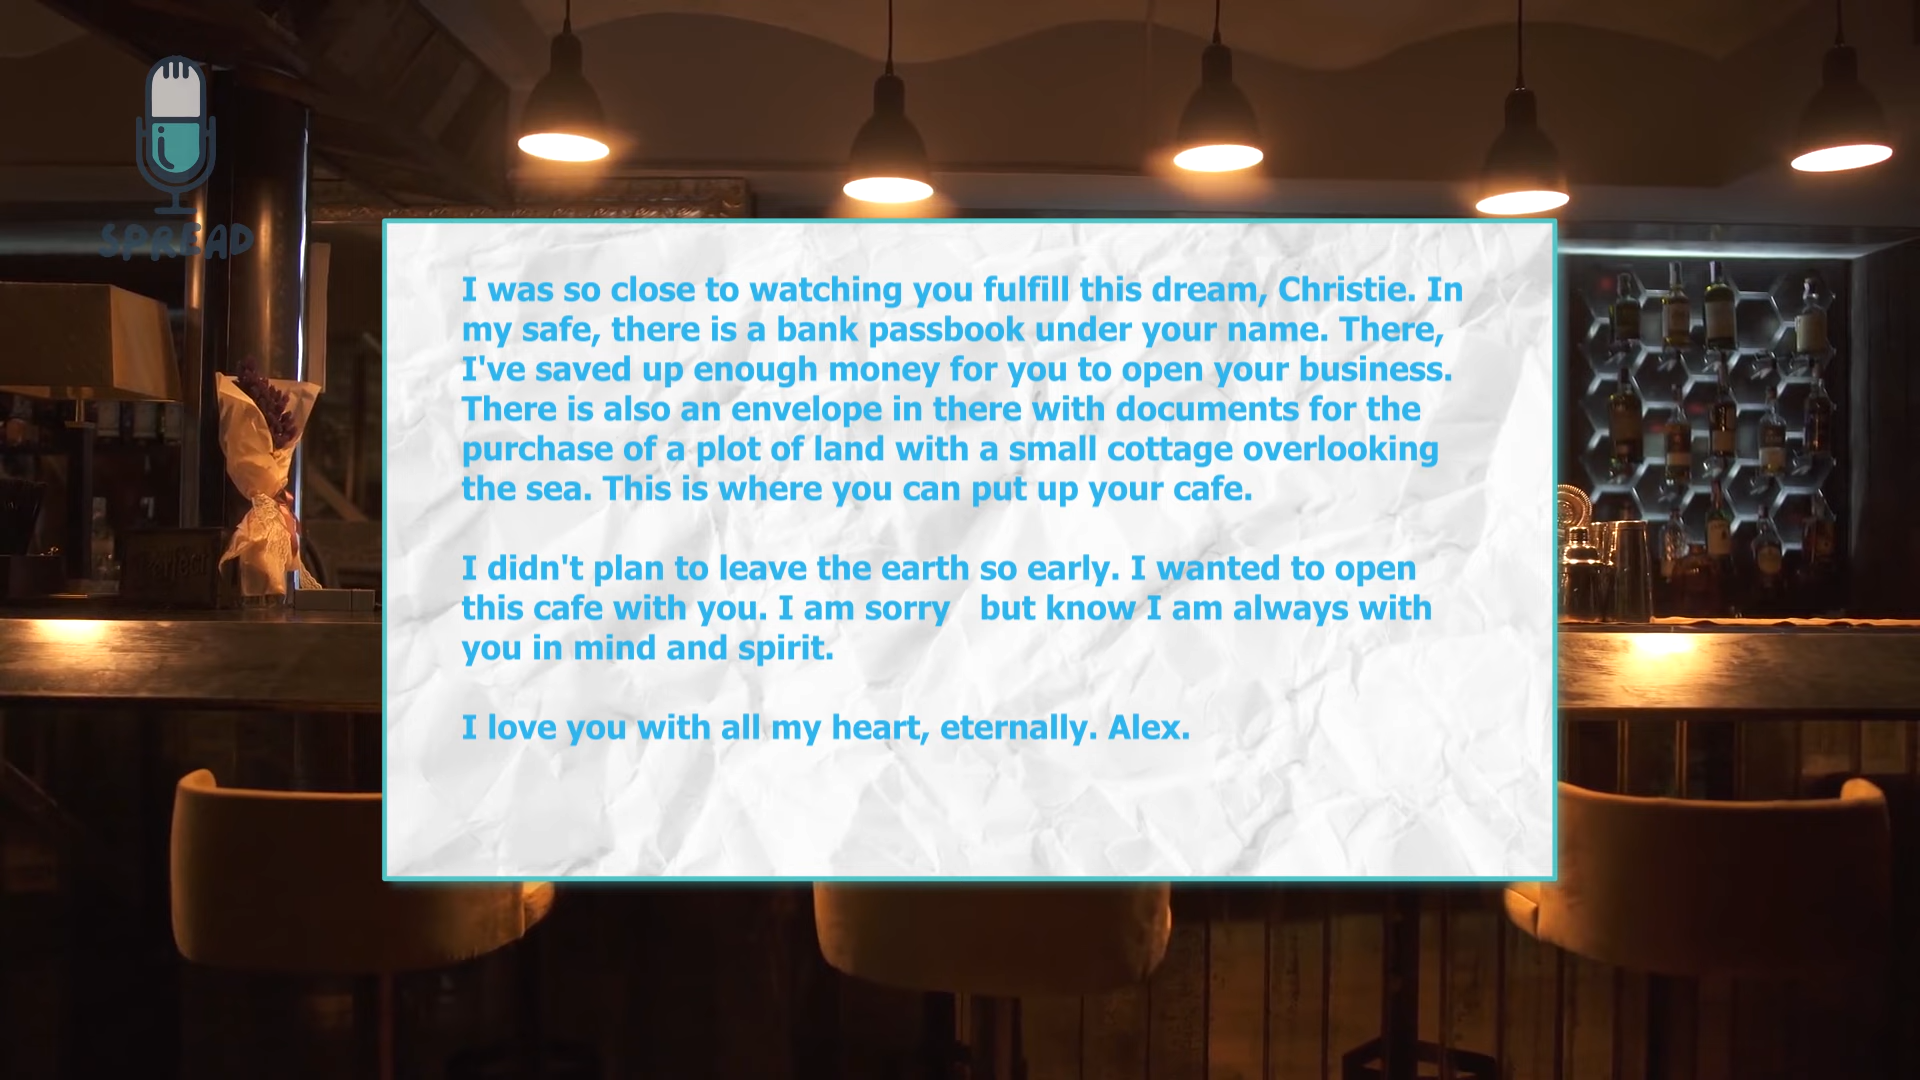 SPREAD
I was so close to watching you fulfill this dream, Christie. In
my safe, there is a bank passbook under your name. There,
I've saved up enough money for you to open your business.
There is also an envelope in there with documents for the
purchase of a plot of land with a small cottage overlooking
the sea. This is where you can put up your cafe.
I didn't plan to leave the earth so early. I wanted to open
this cafe with you. I am sorry   but know I am always with
you in mind and spirit.
I love you with all my heart, eternally. Alex.